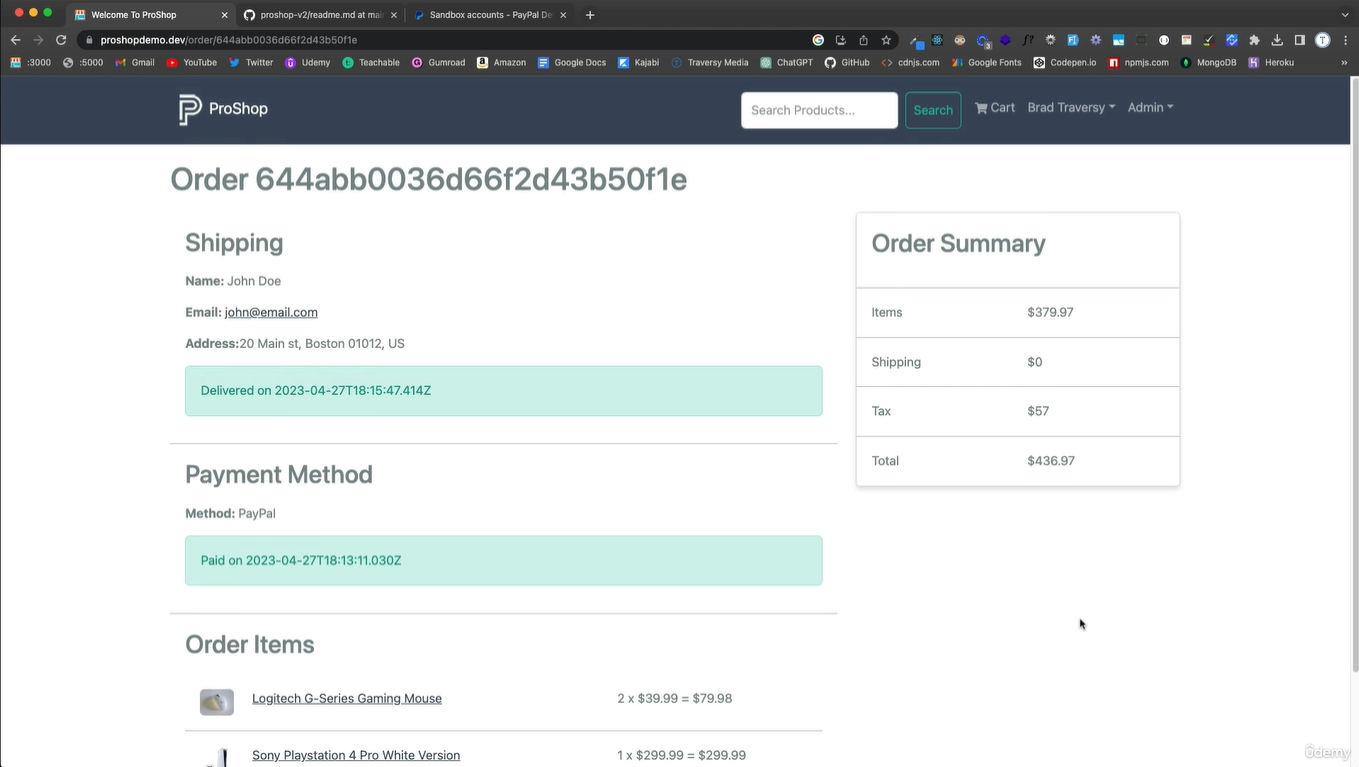 Welcome To ProShop
proshop-v2/readme.md at mai
Sandbox accounts - PayPal De
proshopdemo.dev/order/644abb0036d66f2d43b50f1e
:3000 :5000 Gmail YouTube Twitter Udemy Teachable Gumroad Amazon Google Docs Kajabi Traversy Media ChatGPT GitHub cdnjs.com Google Fonts Codepen.io npmjs.com MongoDB Heroku »
ProShop
Search Products...
Search
Cart
Brad Traversy
Admin
Order 644abb0036d66f2d43b50f1e
Shipping
Name: John Doe
Email: john@email.com
Address:20 Main st, Boston 01012, US
Delivered on 2023-04-27T18:15:47.414Z
Payment Method
Method: PayPal
Paid on 2023-04-27T18:13:11.030Z
Order Items
Logitech G-Series Gaming Mouse 2 x $39.99 = $79.98
Sony Playstation 4 Pro White Version 1 x $299.99 = $299.99
Order Summary
Items $379.97
Shipping $0
Tax $57
Total $436.97
Udemy